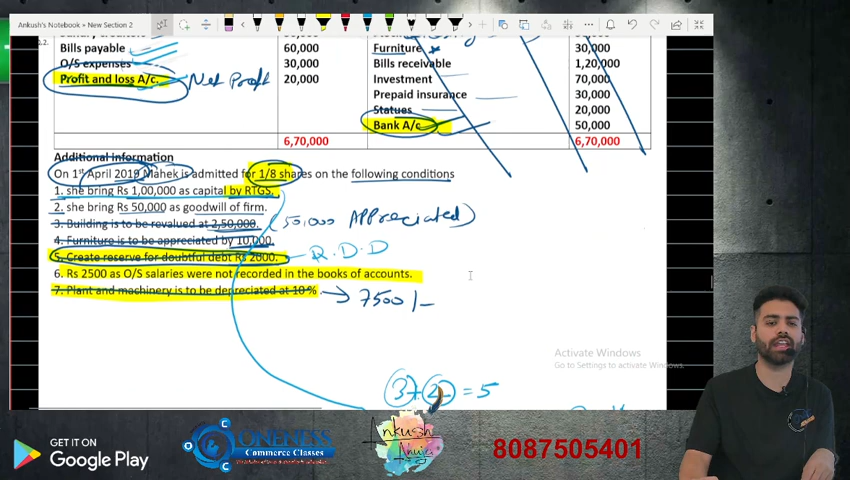 Ankush's Notebook » New Section 2
Bills payable 60,000 Furniture 30,000
O/S expenses 30,000 Bills receivable 1,20,000
Profit and loss A/c. Net Profit 20,000 Investment 70,000
Prepaid insurance 30,000
Statues 20,000
Bank A/c 50,000
6,70,000 6,70,000
Additional information
On 1st April 2019 Mahek is admitted for 1/8 shares on the following conditions
1. she bring Rs 1,00,000 as capital by RTGS.
2. she bring Rs 50,000 as goodwill of firm.
3. Building is to be revalued at 2,50,000. (50,000 Appreciated)
4. Furniture is to be appreciated by 10,000.
5. Create reserve for doubtful debt Rs 2000. R.D.D
6. Rs 2500 as O/S salaries were not recorded in the books of accounts.
7. Plant and machinery is to be depreciated at 10 % → 7500/-
Activate Windows
Go to Settings to activate Windows.
3 + 2 = 5
GET IT ON
Google Play
ONENESS
Commerce Classes
Ankush
Ahuja
8087505401